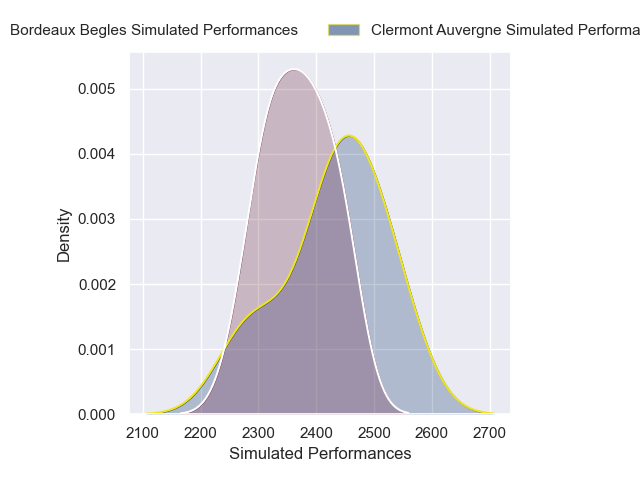 Bordeaux Begles Simulated Performances
Clermont Auvergne Simulated Performa
0.005
0.004
0.003
0.002
0.001
0.000
Density
2100 2200 2300 2400 2500 2600 2700
Simulated Performances